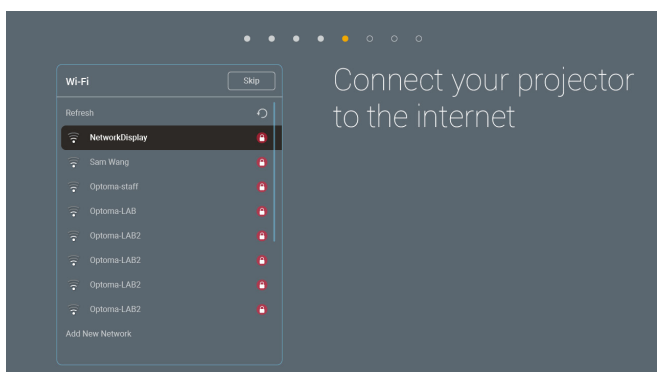 Wi-Fi
Skip
Connect your projector
to the internet
Refresh
NetworkDisplay
Sam Wang
Optoma-staff
Optoma-LAB
Optoma-LAB2
Optoma-LAB2
Optoma-LAB2
Optoma-LAB2
Add New Network